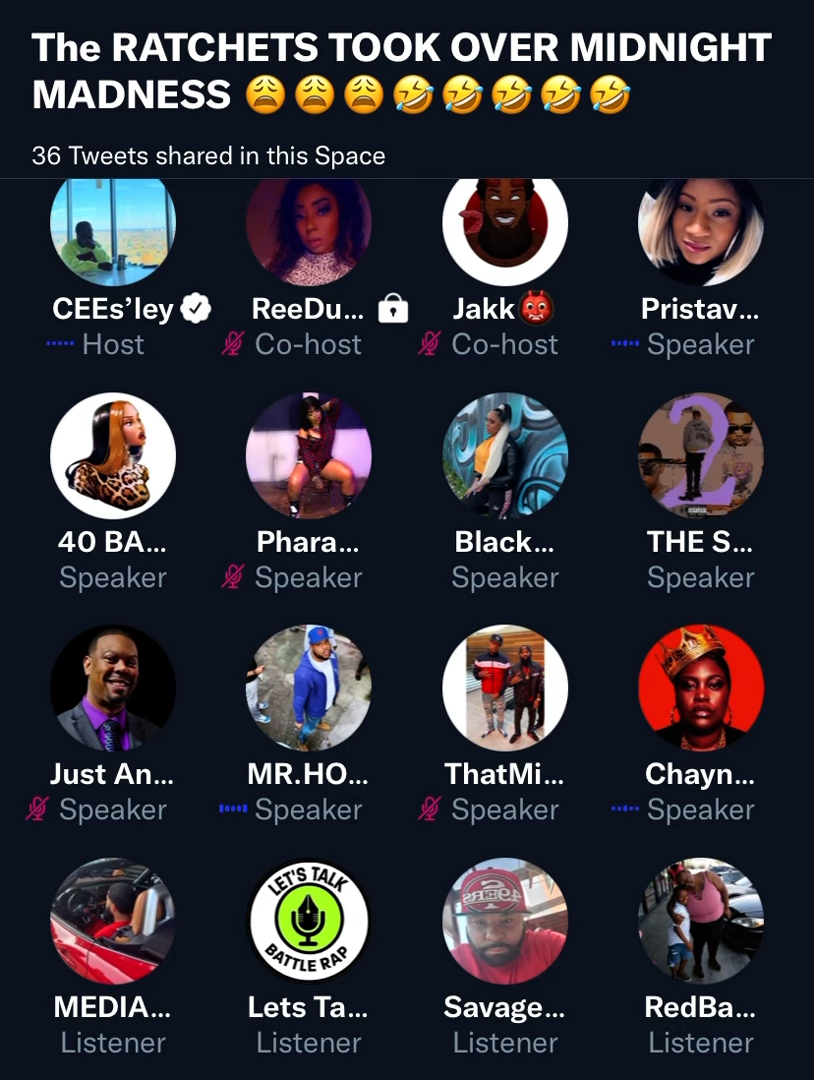 The RATCHETS TOOK OVER MIDNIGHT
MADNESS 😩😩😩🤣🤣🤣🤣🤣
36 Tweets shared in this Space
CEEs’ley ReeDu... Jakk👹 Pristav...
Host Co-host Co-host Speaker
2
40 BA... Phara... Black... THE S...
Speaker Speaker Speaker Speaker
Just An... MR.HO... ThatMi... Chayn...
Speaker Speaker Speaker Speaker
LET'S TALK
BATTLE RAP
49ERS
MEDIA... Lets Ta... Savage... RedBa...
Listener Listener Listener Listener